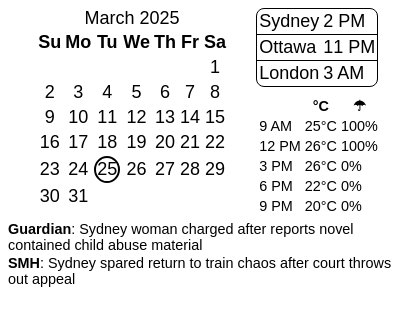 March 2025
Su Mo Tu We Th Fr Sa
1
2 3 4 5 6 7 8
9 10 11 12 13 14 15
16 17 18 19 20 21 22
23 24 25 26 27 28 29
30 31
Sydney 2 PM
Ottawa 11 PM
London 3 AM
°C ☂
9 AM 25°C 100%
12 PM 26°C 100%
3 PM 26°C 0%
6 PM 22°C 0%
9 PM 20°C 0%
Guardian: Sydney woman charged after reports novel
contained child abuse material
SMH: Sydney spared return to train chaos after court throws
out appeal